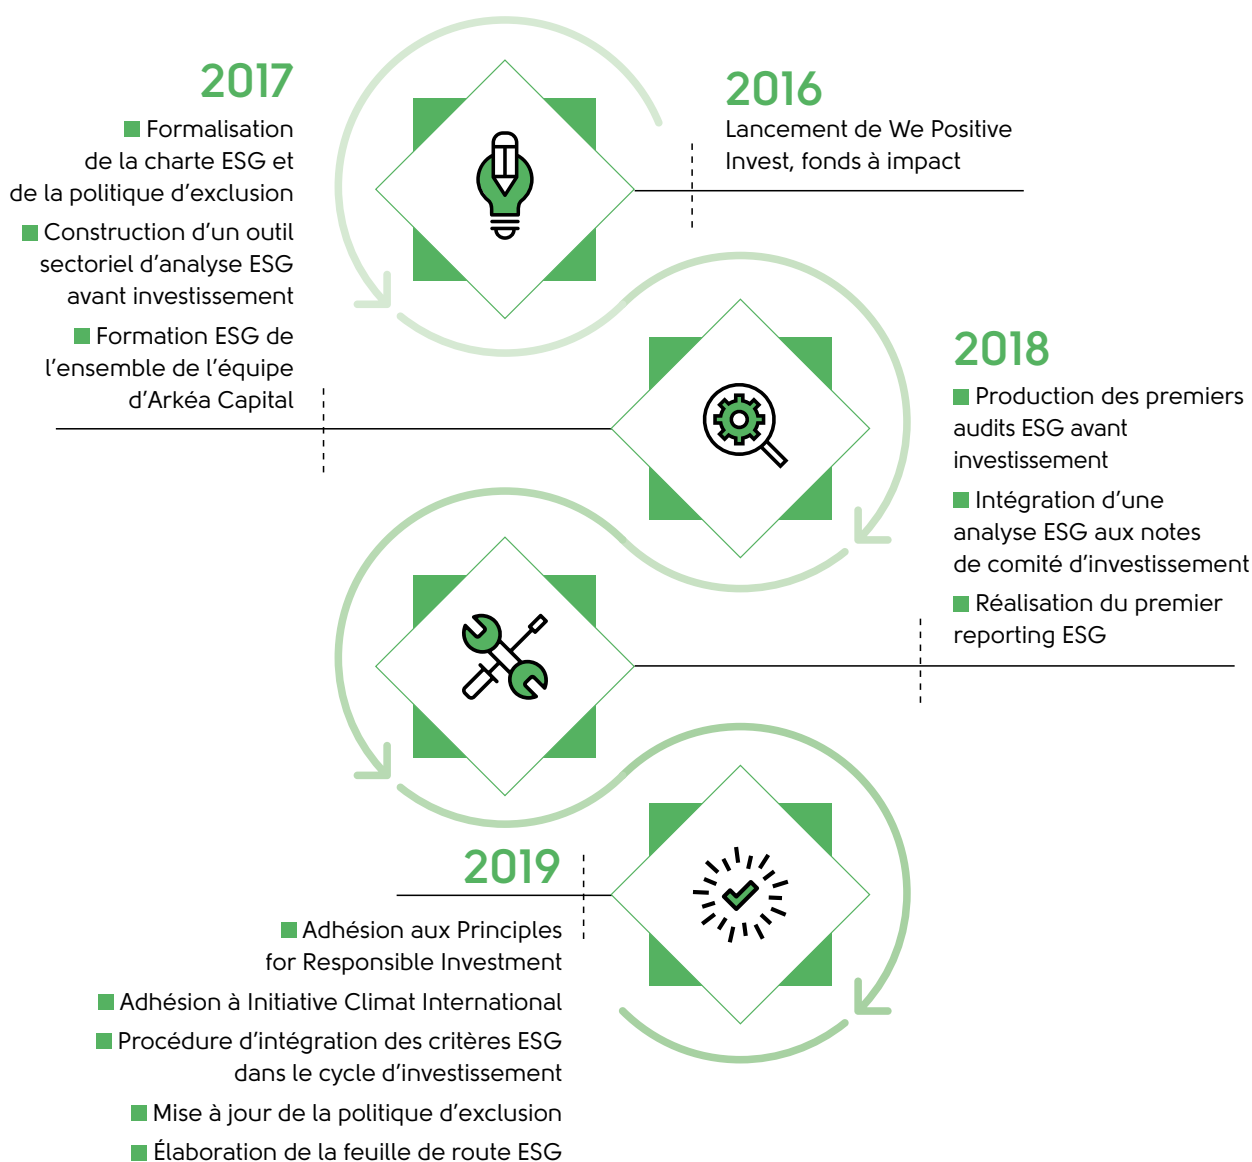 2016
Lancement de We Positive
Invest, fonds à impact
2017
Formalisation
de la charte ESG et
de la politique d’exclusion
Construction d’un outil
sectoriel d’analyse ESG
avant investissement
Formation ESG de
l’ensemble de l’équipe
d’Arkéa Capital
2018
Production des premiers
audits ESG avant
investissement
Intégration d’une
analyse ESG aux notes
de comité d’investissement
Réalisation du premier
reporting ESG
2019
Adhésion aux Principles
for Responsible Investment
Adhésion à Initiative Climat International
Procédure d’intégration des critères ESG
dans le cycle d’investissement
Mise à jour de la politique d’exclusion
Élaboration de la feuille de route ESG